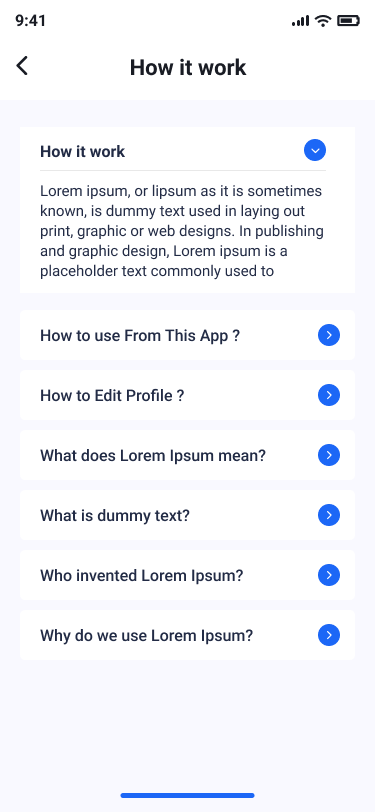 9:41
How it work
How it work
Lorem ipsum, or lipsum as it is sometimes
known, is dummy text used in laying out
print, graphic or web designs. In publishing
and graphic design, Lorem ipsum is a
placeholder text commonly used to
How to use From This App ?
How to Edit Profile ?
What does Lorem Ipsum mean?
What is dummy text?
Who invented Lorem Ipsum?
Why do we use Lorem Ipsum?